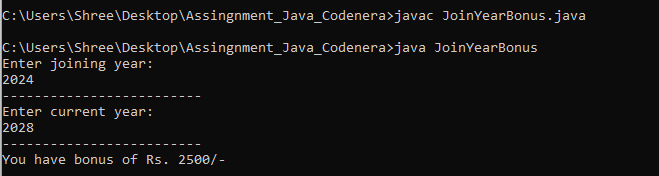 C:\Users\Shree\Desktop\Assingnment_Java_Codenera>javac JoinYearBonus.java
C:\Users\Shree\Desktop\Assingnment_Java_Codenera>java JoinYearBonus
Enter joining year:
2024
-------------------------
Enter current year:
2028
-------------------------
You have bonus of Rs. 2500/-